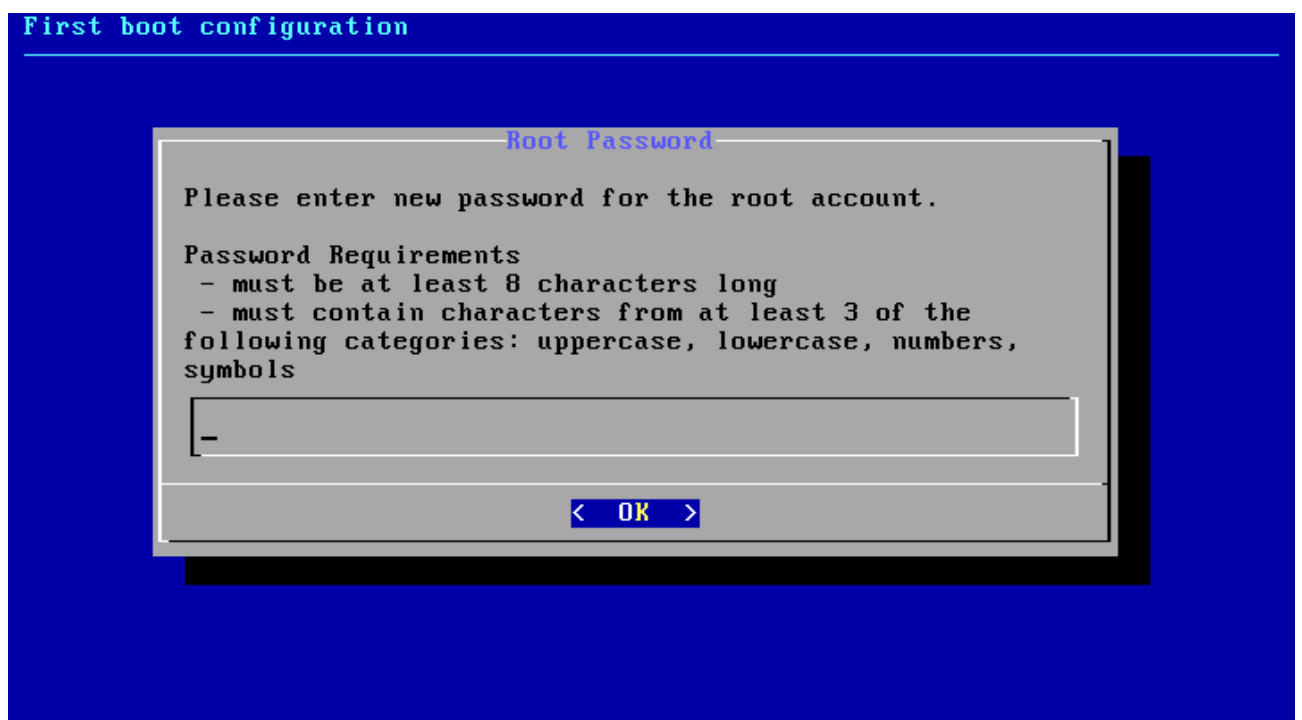 First boot configuration
Root Password
Please enter new password for the root account.
Password Requirements
- must be at least 8 characters long
- must contain characters from at least 3 of the
following categories: uppercase, lowercase, numbers,
symbols
< OK >